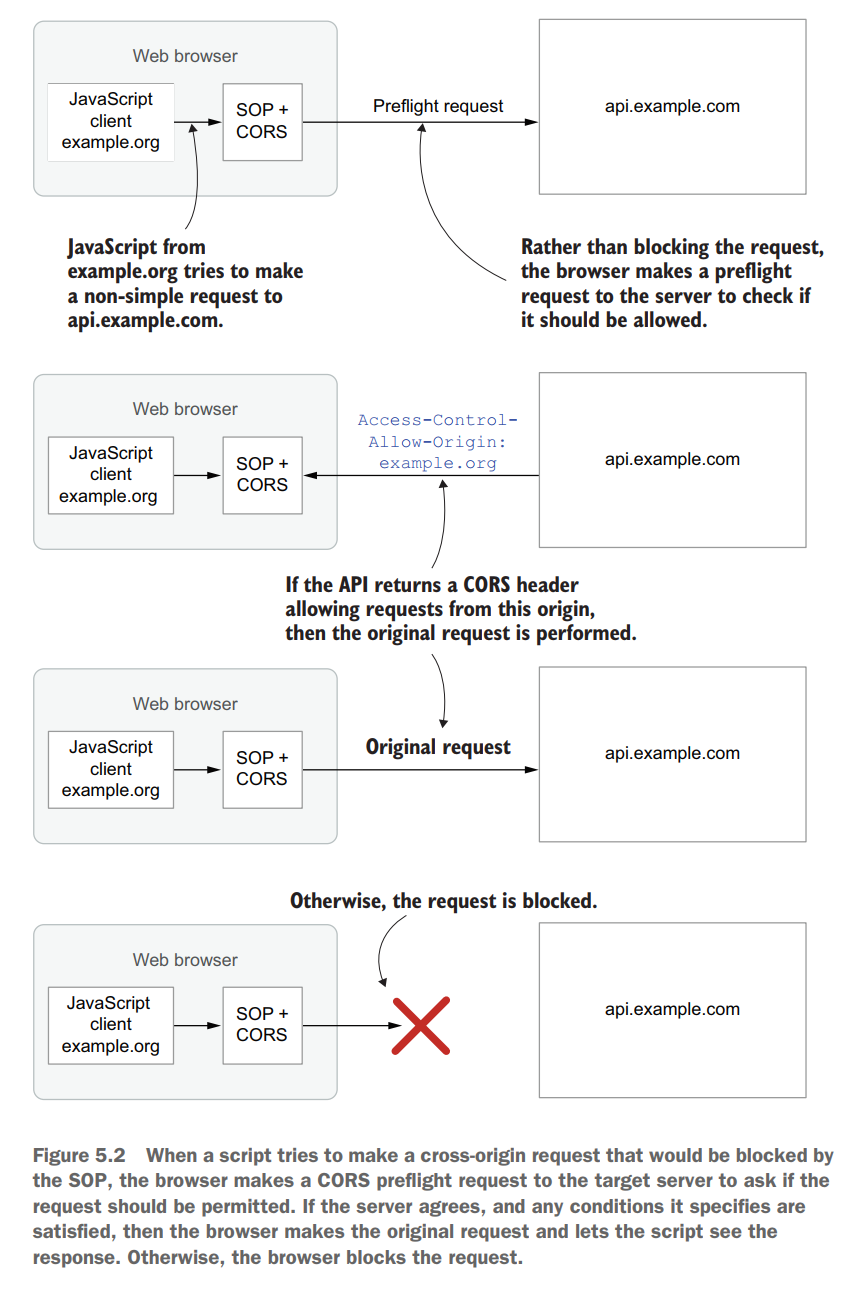 Web browser
JavaScript
client
example.org
SOP +
CORS
Preflight request
api.example.com
JavaScript from
example.org tries to make
a non-simple request to
api.example.com.
Rather than blocking the request,
the browser makes a preflight
request to the server to check if
it should be allowed.
Web browser
JavaScript
client
example.org
SOP +
CORS
Access-Control-
Allow-Origin:
example.org
api.example.com
If the API returns a CORS header
allowing requests from this origin,
then the original request is performed.
Web browser
JavaScript
client
example.org
SOP +
CORS
Original request
api.example.com
Otherwise, the request is blocked.
Web browser
JavaScript
client
example.org
SOP +
CORS
api.example.com
Figure 5.2 When a script tries to make a cross-origin request that would be blocked by
the SOP, the browser makes a CORS preflight request to the target server to ask if the
request should be permitted. If the server agrees, and any conditions it specifies are
satisfied, then the browser makes the original request and lets the script see the
response. Otherwise, the browser blocks the request.